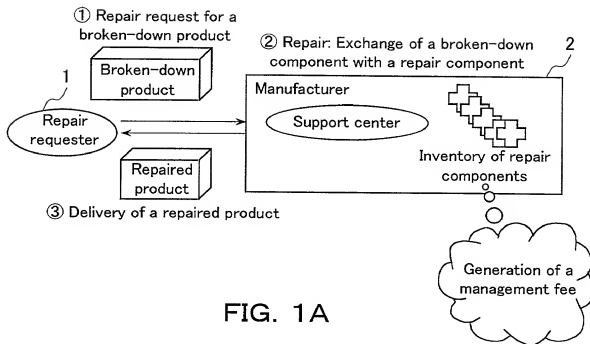 ① Repair request for a
broken-down product
② Repair: Exchange of a broken-down
component with a repair component
2
1
Broken-down
product
Manufacturer
Repair
requester
Support center
Inventory of repair
components
Repaired
product
③ Delivery of a repaired product
Generation of a
management fee
FIG. 1A